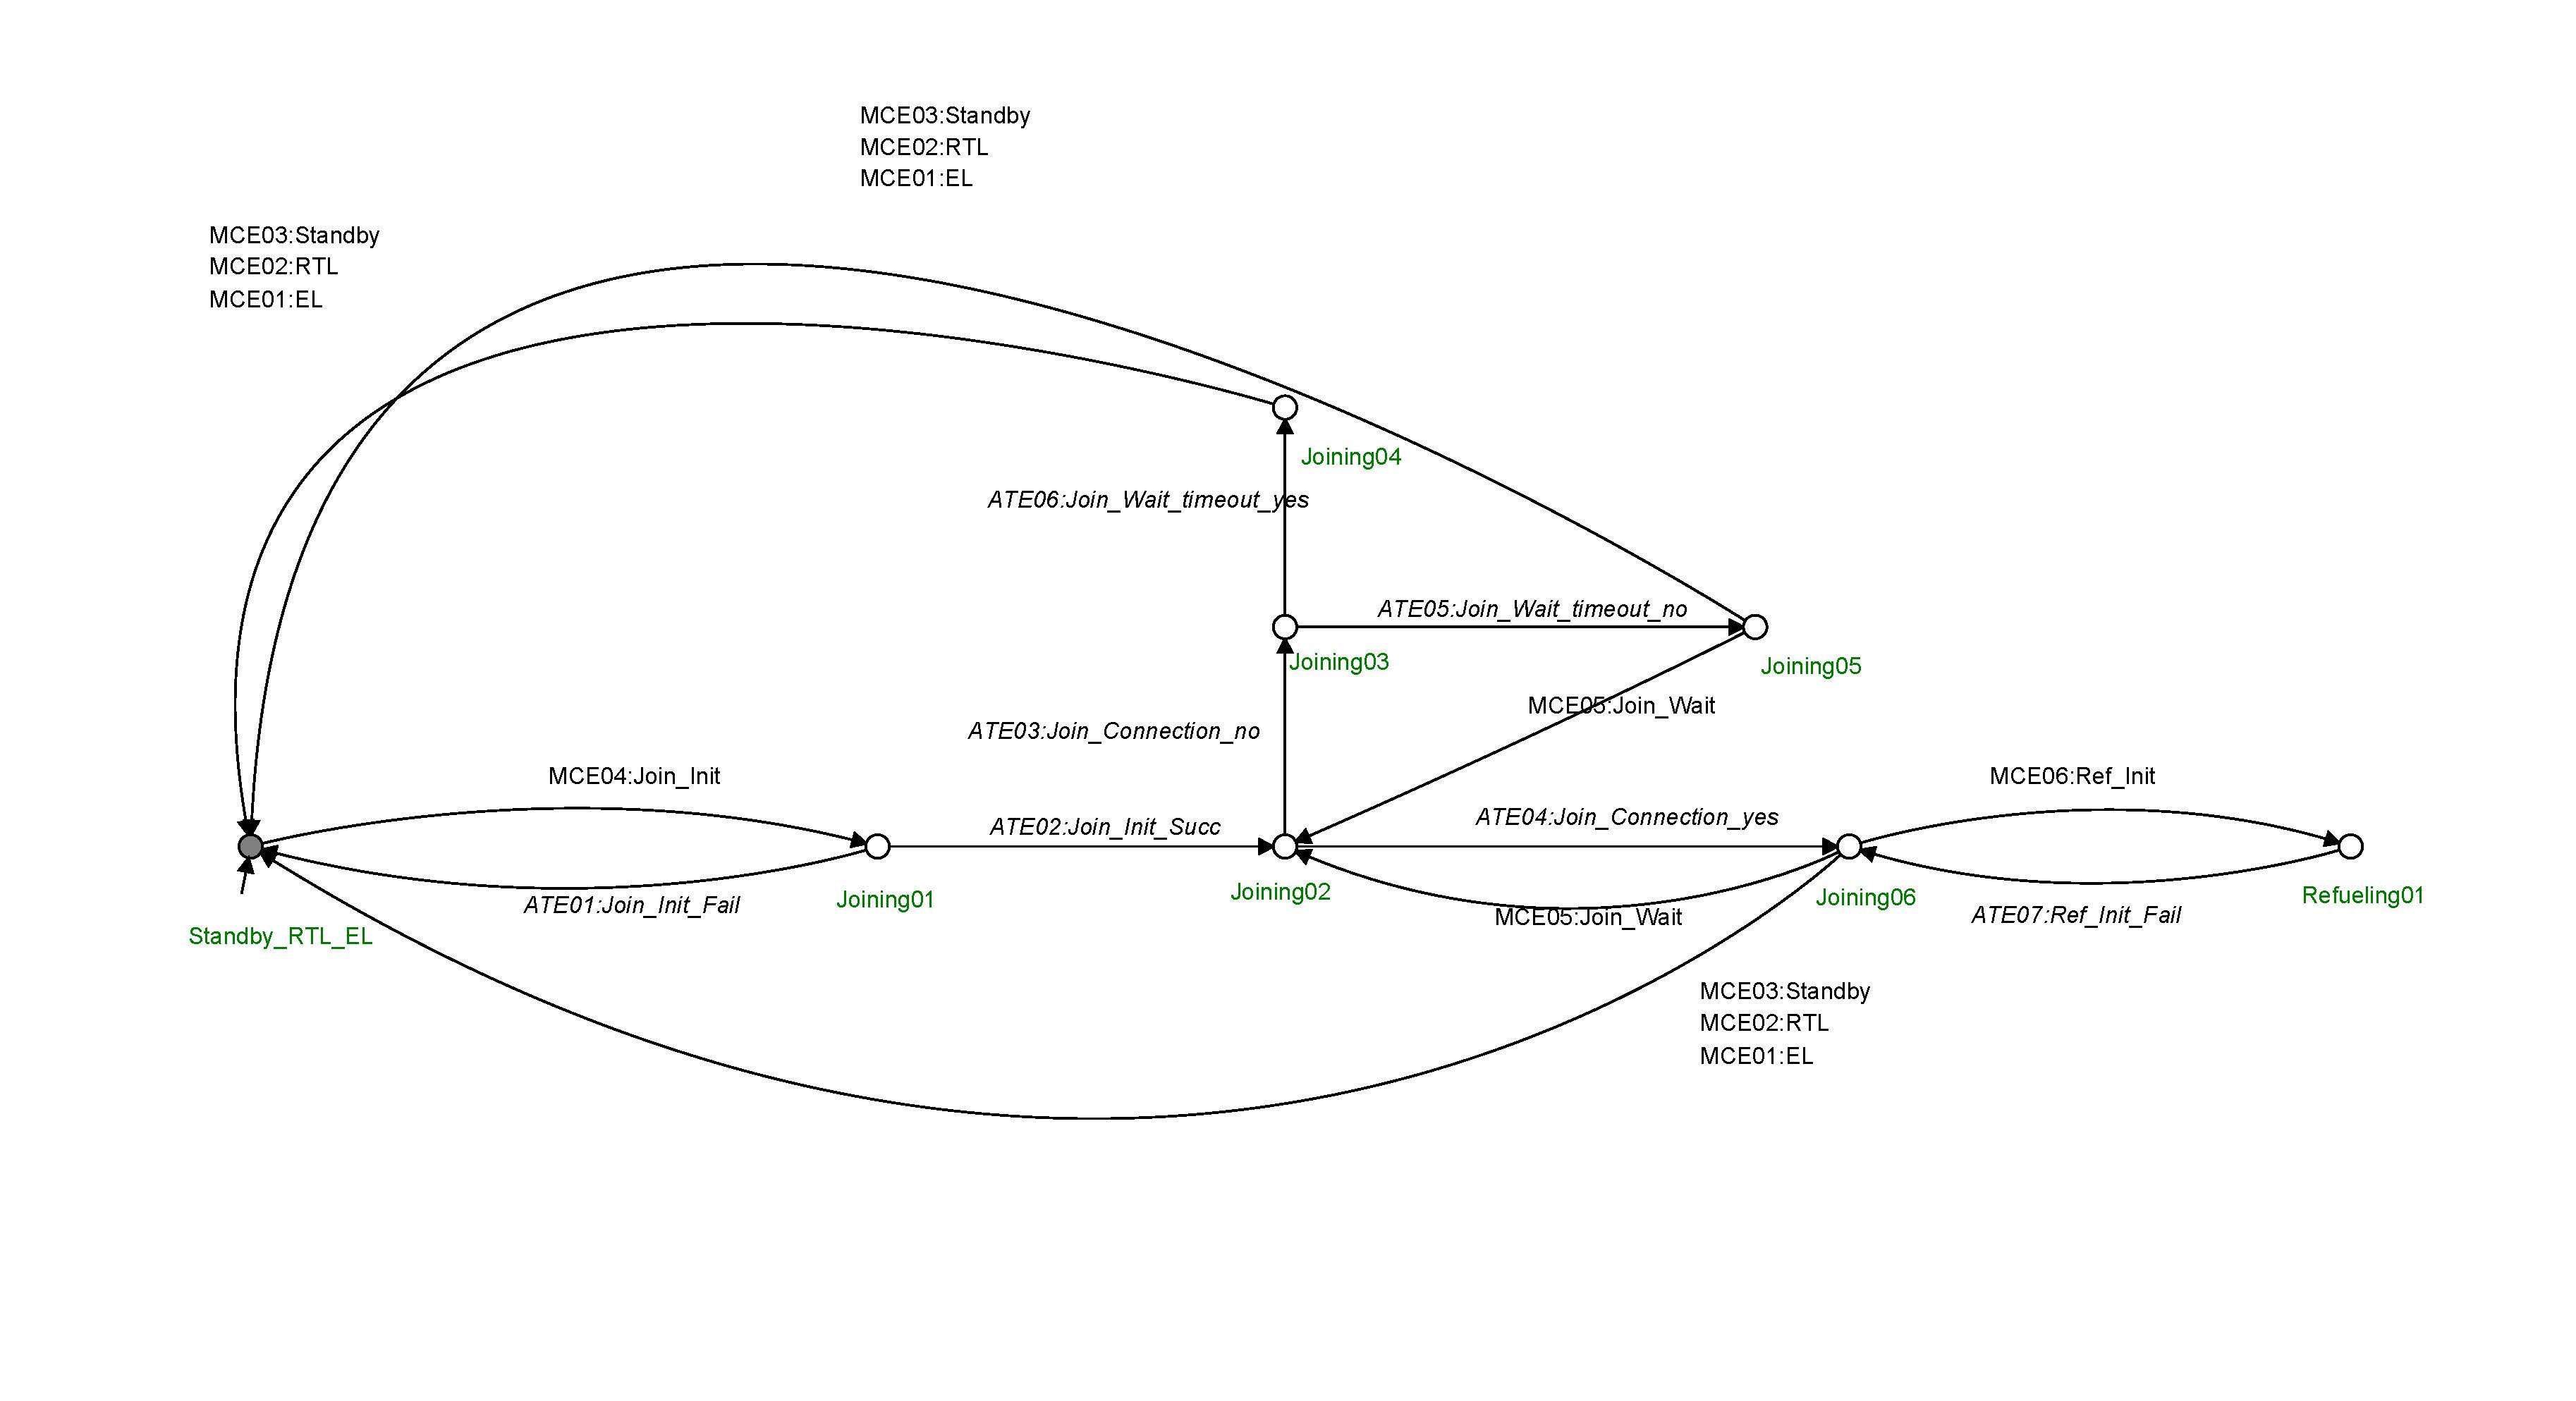 MCE03:Standby
MCE02:RTL
MCE01:EL
MCE03:Standby
MCE02:RTL
MCE01:EL
Joining04
ATE06:Join_Wait_timeout_yes
ATE05:Join_Wait_timeout_no
Joining03
Joining05
MCE05:Join_Wait
ATE03:Join_Connection_no
MCE04:Join_Init
MCE06:Ref_Init
ATE02:Join_Init_Succ
ATE04:Join_Connection_yes
ATE01:Join_Init_Fail
Joining01
Joining02
Joining06
Refueling01
MCE05:Join_Wait
ATE07:Ref_Init_Fail
Standby_RTL_EL
MCE03:Standby
MCE02:RTL
MCE01:EL